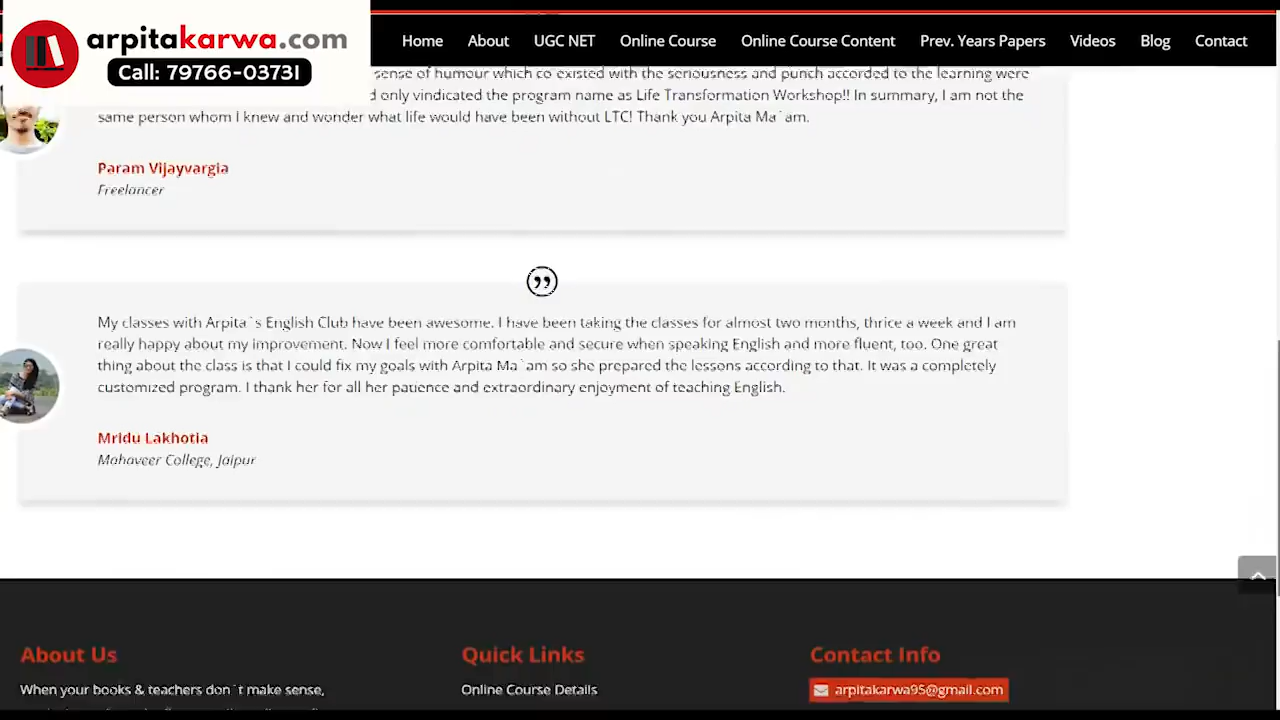 arpitakarwa.com
Call: 79766-03731
Home About UGC NET Online Course Online Course Content Prev. Years Papers Videos Blog Contact
sense of humour which co existed with the seriousness and punch accorded to the learning were
d only vindicated the program name as Life Transformation Workshop!! In summary, I am not the
same person whom I knew and wonder what life would have been without LTC! Thank you Arpita Ma`am.
Param Vijayvargia
Freelancer
My classes with Arpita`s English Club have been awesome. I have been taking the classes for almost two months, thrice a week and I am
really happy about my improvement. Now I feel more comfortable and secure when speaking English and more fluent, too. One great
thing about the class is that I could fix my goals with Arpita Ma`am so she prepared the lessons according to that. It was a completely
customized program. I thank her for all her patience and extraordinary enjoyment of teaching English.
Mridu Lakhotia
Mahaveer College, Jaipur
About Us
Quick Links
Contact Info
When your books & teachers don`t make sense,
Online Course Details
arpitakarwa95@gmail.com